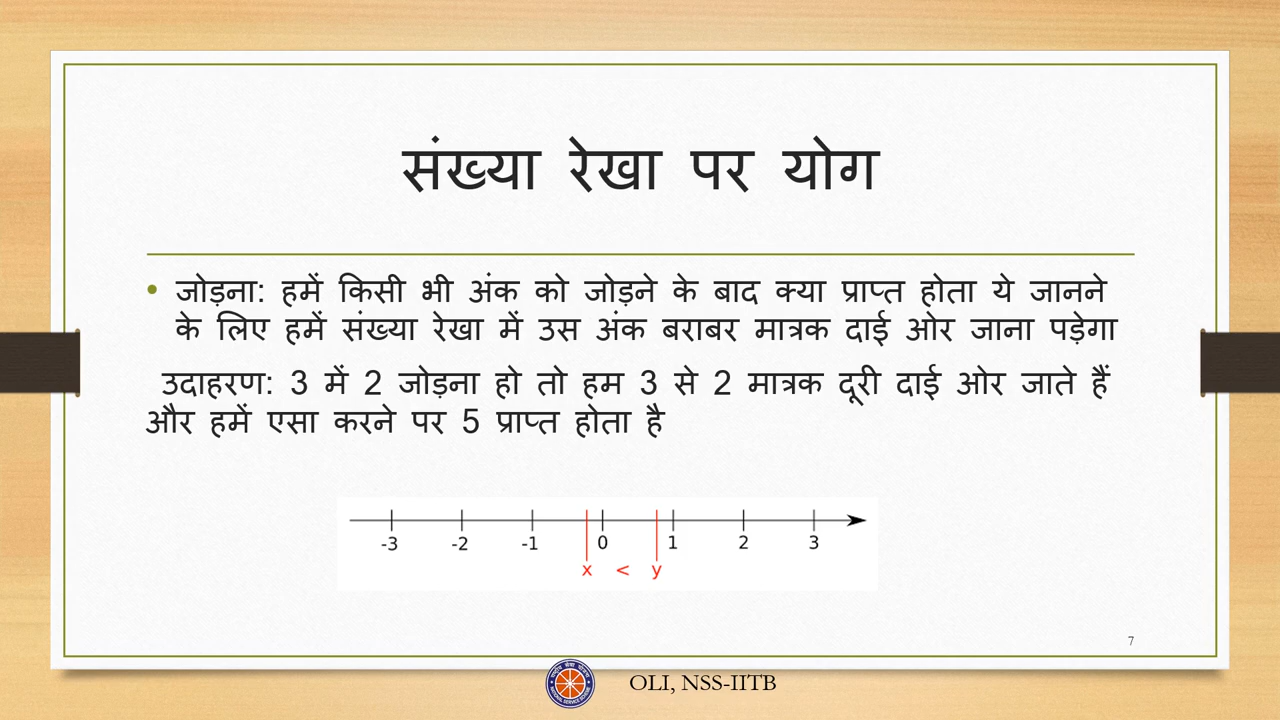 संख्या रेखा पर योग
• जोड़ना: हमें किसी भी अंक को जोड़ने के बाद क्या प्राप्त होता ये जानने
के लिए हमें संख्या रेखा में उस अंक बराबर मात्रक दाई ओर जाना पड़ेगा
उदाहरण: 3 में 2 जोड़ना हो तो हम 3 से 2 मात्रक दूरी दाई ओर जाते हैं
और हमें एसा करने पर 5 प्राप्त होता है
-3 -2 -1 0 1 2 3
x < y
7
OLI, NSS-IITB